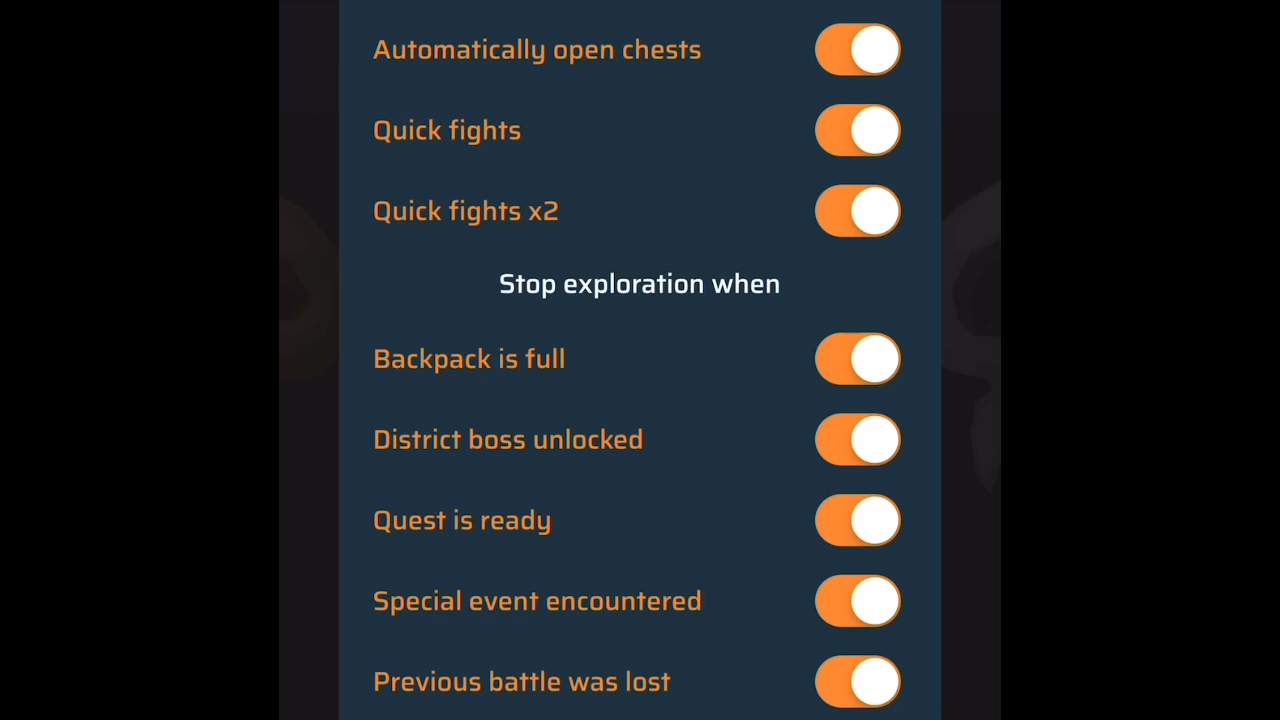 Automatically open chests
Quick fights
Quick fights x2
Stop exploration when
Backpack is full
District boss unlocked
Quest is ready
Special event encountered
Previous battle was lost